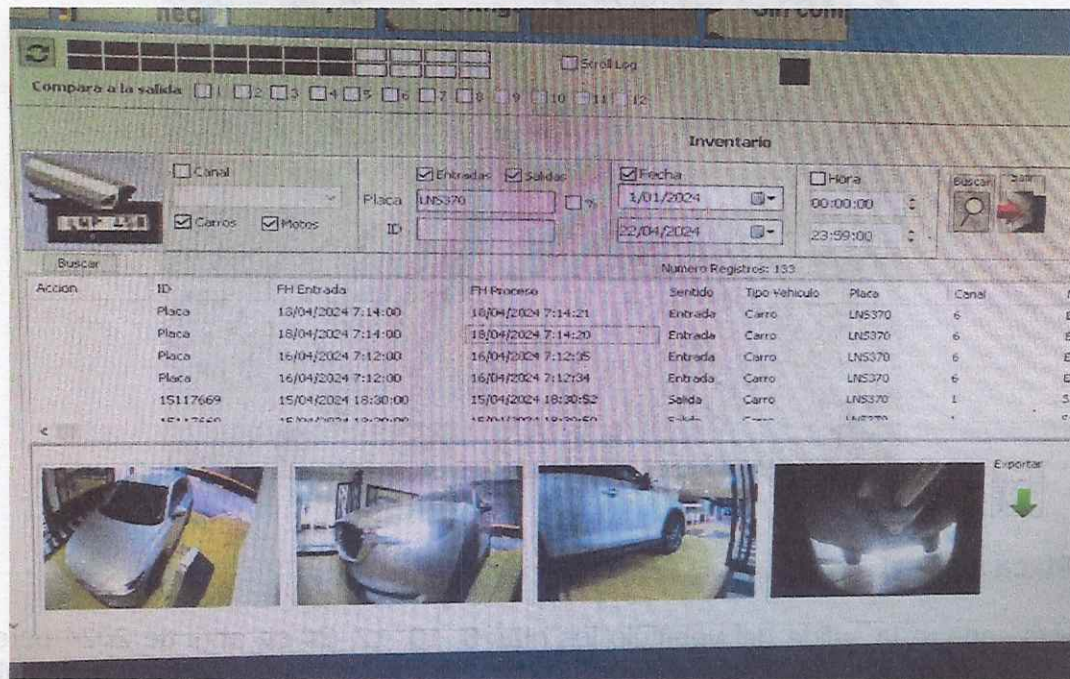 Scroll Log
Compara a la salida 1 2 3 4 5 6 7 8 9 10 11 12
Inventario
Canal Entradas Salidas Fecha Hora Buscar Salir
Placa LNS370 % 1/01/2024 00:00:00
Carros Motos ID 22/04/2024 23:59:00
Buscar Numero Registros: 133
Accion ID FH Entrada FH Proceso Sentido Tipo Vehiculo Placa Canal
Placa 18/04/2024 7:14:00 18/04/2024 7:14:21 Entrada Carro LNS370 6 E
Placa 18/04/2024 7:14:00 18/04/2024 7:14:20 Entrada Carro LNS370 6 E
Placa 16/04/2024 7:12:00 16/04/2024 7:12:35 Entrada Carro LNS370 6 E
Placa 16/04/2024 7:12:00 16/04/2024 7:12:34 Entrada Carro LNS370 6 E
15117669 15/04/2024 18:30:00 15/04/2024 18:30:52 Salida Carro LNS370 1 S
Exportar